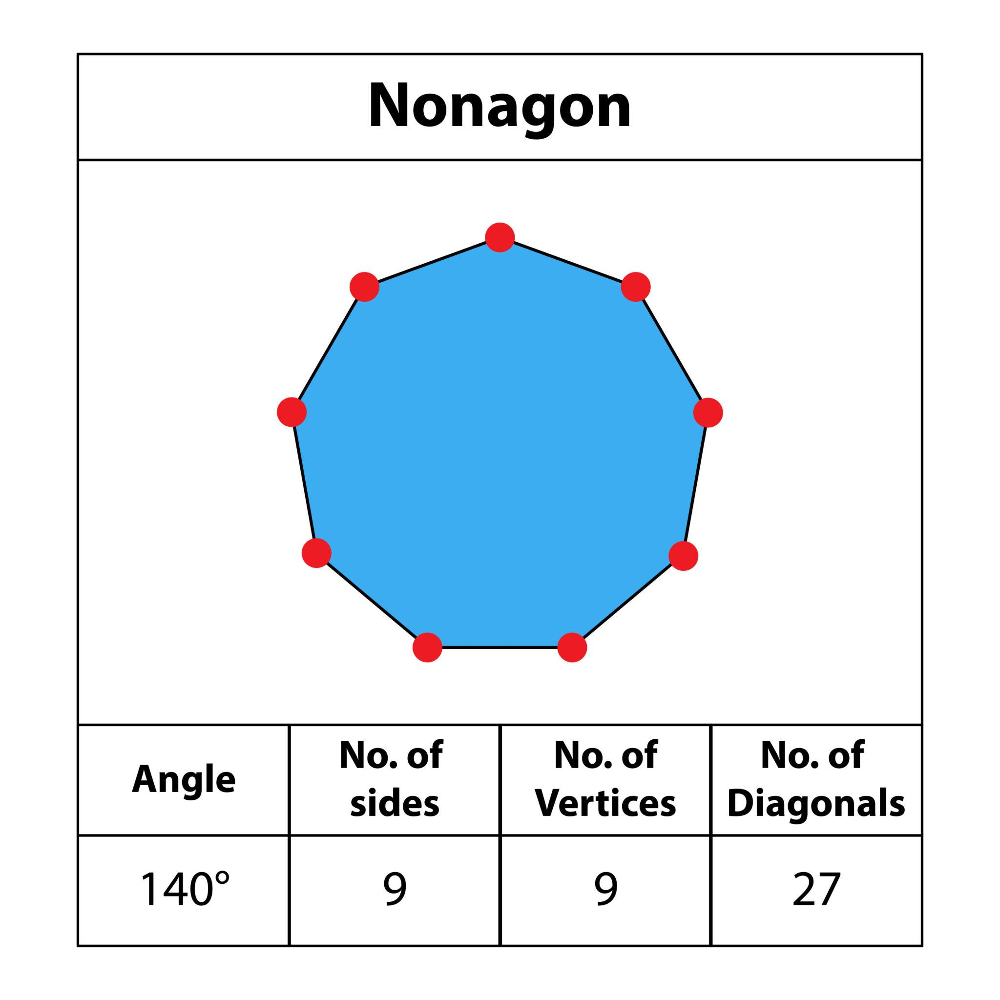 Nonagon
Angle
No. of
sides
No. of
Vertices
No. of
Diagonals
140°
9
9
27